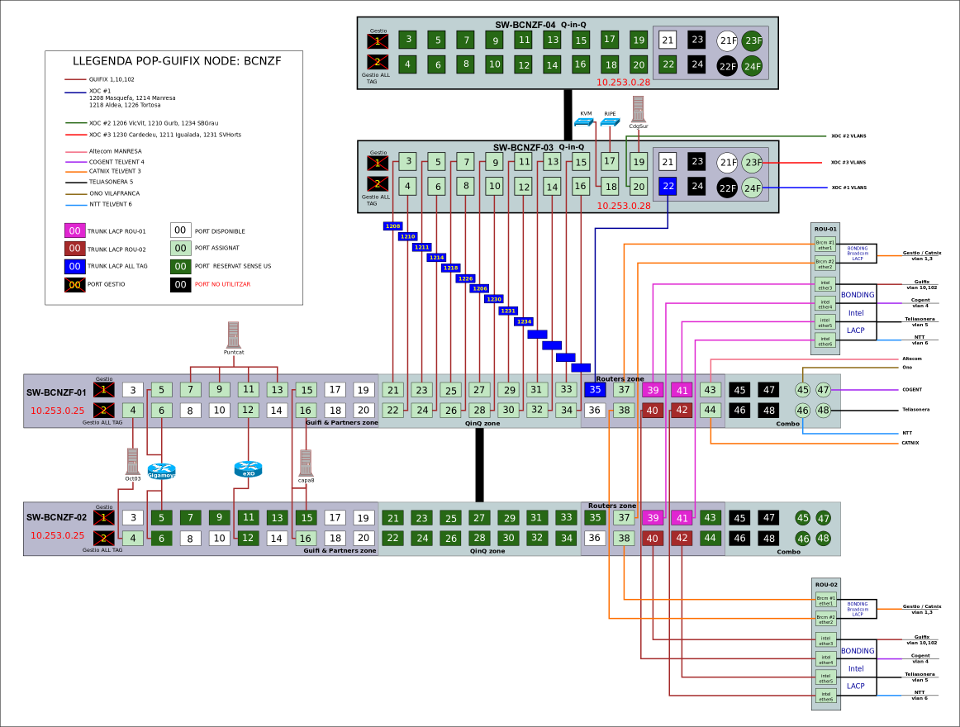 SW-BCNZF-04 Q-in-Q
Gestio
1 3 5 7 9 11 13 15 17 19 21 23 21F 23F
2 4 6 8 10 12 14 16 18 20 22 24 22F 24F
Gestio ALL TAG
10.253.0.28
LLEGENDA POP-GUIFIX NODE: BCNZF
GUIFIX 1,10,102
XOC #1
1208 Masquefa, 1214 Manresa
1218 Aldea, 1226 Tortosa
XOC #2 1206 VicVit, 1210 Gurb, 1234 SBGrau
XOC #3 1230 Cardedeu, 1211 Igualada, 1231 SVHorts
Altecom MANRESA
COGENT TELVENT 4
CATNIX TELVENT 3
TELIASONERA 5
ONO VILAFRANCA
NTT TELVENT 6
00 TRUNK LACP ROU-01
00 PORT DISPONIBLE
00 TRUNK LACP ROU-02
00 PORT ASSIGNAT
00 TRUNK LACP ALL TAG
00 PORT RESERVAT SENSE US
00 PORT GESTIO
00 PORT NO UTILITZAR
KVM
RIPE
CdoSur
SW-BCNZF-03 Q-in-Q
Gestio
1 3 5 7 9 11 13 15 17 19 21 23 21F 23F
2 4 6 8 10 12 14 16 18 20 22 24 22F 24F
Gestio ALL TAG
10.253.0.28
XOC #2 VLANS
XOC #3 VLANS
XOC #1 VLANS
1208
1210
1211
1214
1218
1226
1206
1230
1231
1234
ROU-01
Brcm #1 ether1
Brcm #2 ether2
Intel ether3
Intel ether4
Intel ether5
Intel ether6
BONDING Broadcom LACP
BONDING
Intel
LACP
Gestio / Catnix vlan 1,3
Guifix vlan 10,102
Cogent vlan 4
Teliasonera vlan 5
NTT vlan 6
Puntcat
SW-BCNZF-01
10.253.0.25
Gestio
Routers zone
1 3 5 7 9 11 13 15 17 19 21 23 25 27 29 31 33 35 37 39 41 43 45 47 45 47
2 4 6 8 10 12 14 16 18 20 22 24 26 28 30 32 34 36 38 40 42 44 46 48 46 48
Gestio ALL TAG
Guifi & Partners zone
QinQ zone
Combo
Altecom
Ono
COGENT
Teliasonera
NTT
CATNIX
Oct03
Gigamovil
eXO
capa8
SW-BCNZF-02
10.253.0.25
Gestio
Routers zone
1 3 5 7 9 11 13 15 17 19 21 23 25 27 29 31 33 35 37 39 41 43 45 47 45 47
2 4 6 8 10 12 14 16 18 20 22 24 26 28 30 32 34 36 38 40 42 44 46 48 46 48
Gestio ALL TAG
Guifi & Partners zone
QinQ zone
Combo
ROU-02
Brcm #1 ether1
Brcm #2 ether2
Intel ether3
Intel ether4
Intel ether5
Intel ether6
BONDING Broadcom LACP
BONDING
Intel
LACP
Gestio / Catnix vlan 1,3
Guifix vlan 10,102
Cogent vlan 4
Teliasonera vlan 5
NTT vlan 6